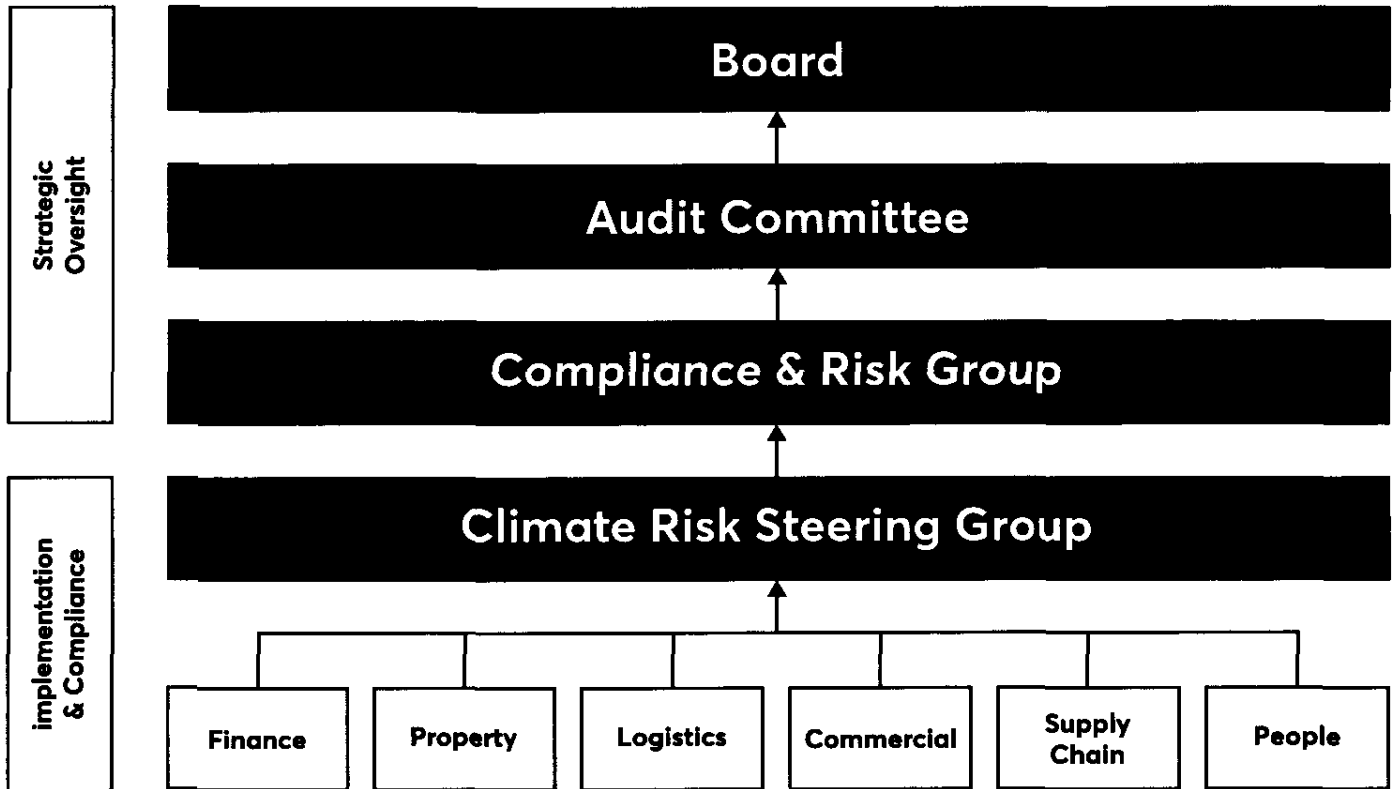 Strategic
Oversight
Board
Audit Committee
Compliance & Risk Group
implementation
& Compliance
Climate Risk Steering Group
Finance
Property
Logistics
Commercial
Supply
Chain
People